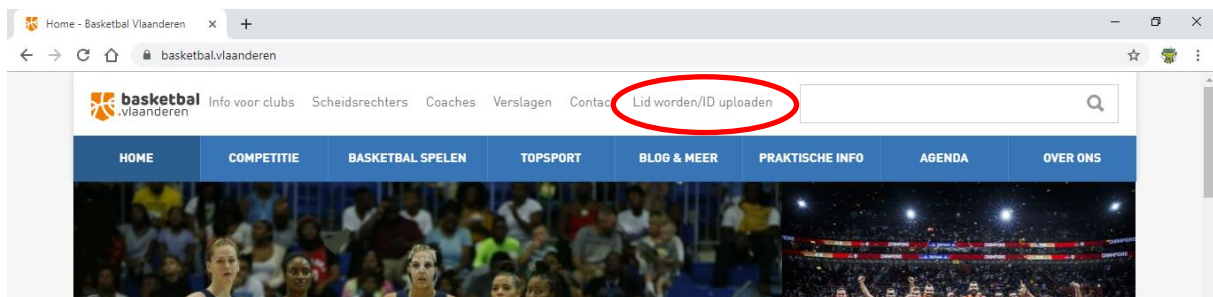 Home - Basketbal Vlaanderen
basketbal.vlaanderen
basketbal
.vlaanderen
Info voor clubs Scheidsrechters Coaches Verslagen Contac Lid worden/ID uploaden
HOME COMPETITIE BASKETBAL SPELEN TOPSPORT BLOG & MEER PRAKTISCHE INFO AGENDA OVER ONS